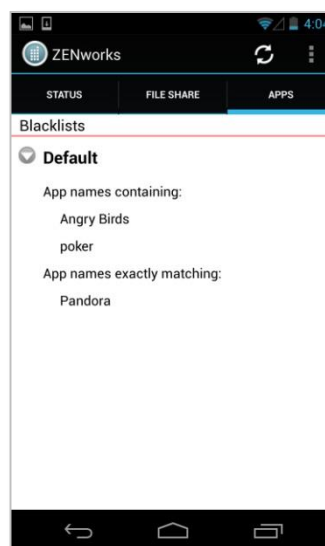 4:04
ZENworks
STATUS FILE SHARE APPS
Blacklists
Default
App names containing:
Angry Birds
poker
App names exactly matching:
Pandora